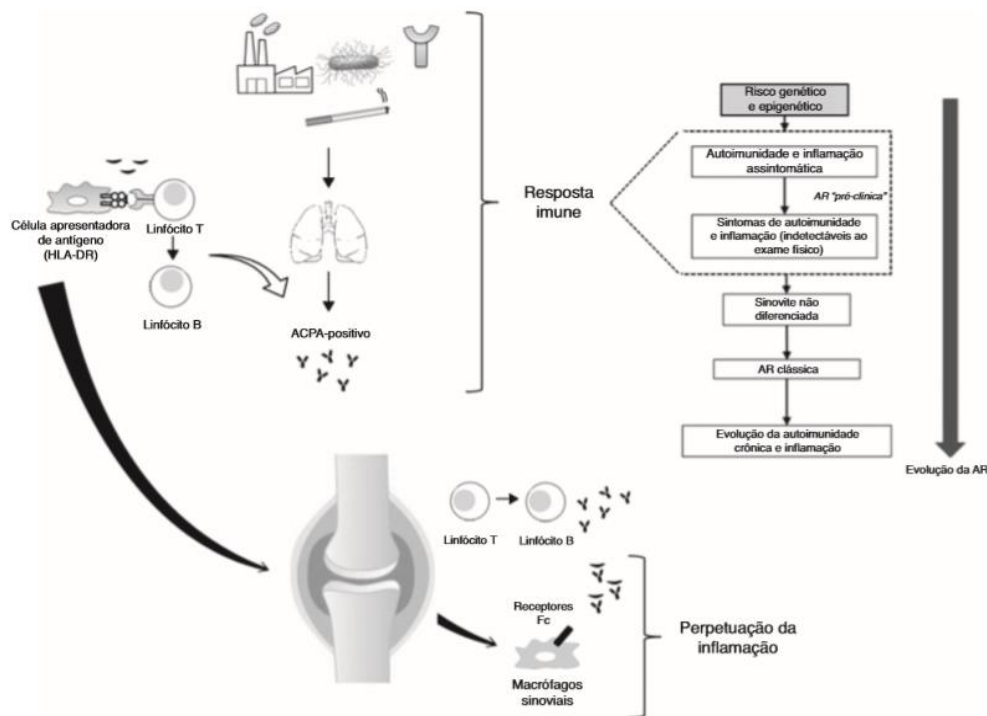 Célula apresentadora
de antígeno
(HLA-DR)
Linfócito T
Linfócito B
ACPA-positivo
Resposta
imune
Risco genético
e epigenético
Autoimunidade e inflamação
assintomática
AR "pré-clínica"
Sintomas de autoimunidade
e inflamação (indetectáveis ao
exame físico)
Sinovite não
diferenciada
AR clássica
Evolução da autoimunidade
crônica e inflamação
Evolução da AR
Linfócito T
Linfócito B
Receptores
Fc
Macrófagos
sinoviais
Perpetuação da
inflamação